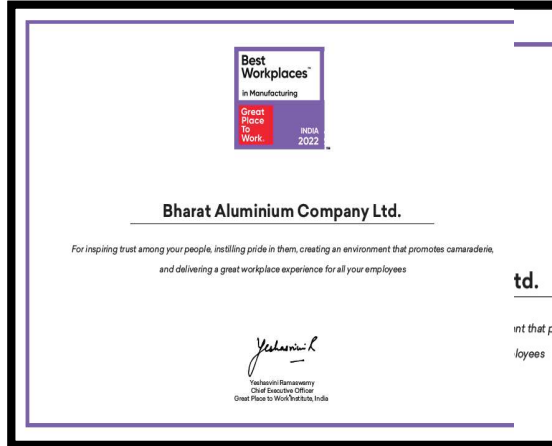 Best
Workplaces™
in Manufacturing
Great
Place
To
Work.
INDIA
2022
™
Bharat Aluminium Company Ltd.
For inspiring trust among your people, instilling pride in them, creating an environment that promotes camaraderie,
and delivering a great workplace experience for all your employees
Yeshasvini R
Yeshasvini Ramaswamy
Chief Executive Officer
Great Place to Work® Institute, India
td.
nt that p
loyees